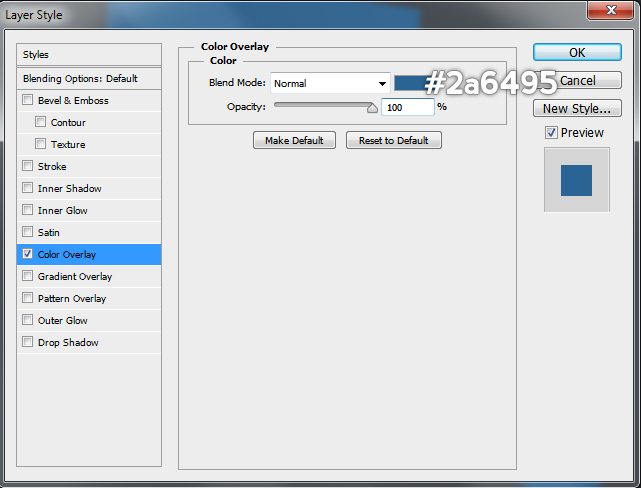 Layer Style
Styles
Blending Options: Default
Bevel & Emboss
Contour
Texture
Stroke
Inner Shadow
Inner Glow
Satin
Color Overlay
Gradient Overlay
Pattern Overlay
Outer Glow
Drop Shadow
Color Overlay
Color
Blend Mode: Normal
#2a6495
Opacity: 100 %
Make Default Reset to Default
OK
Cancel
New Style...
Preview